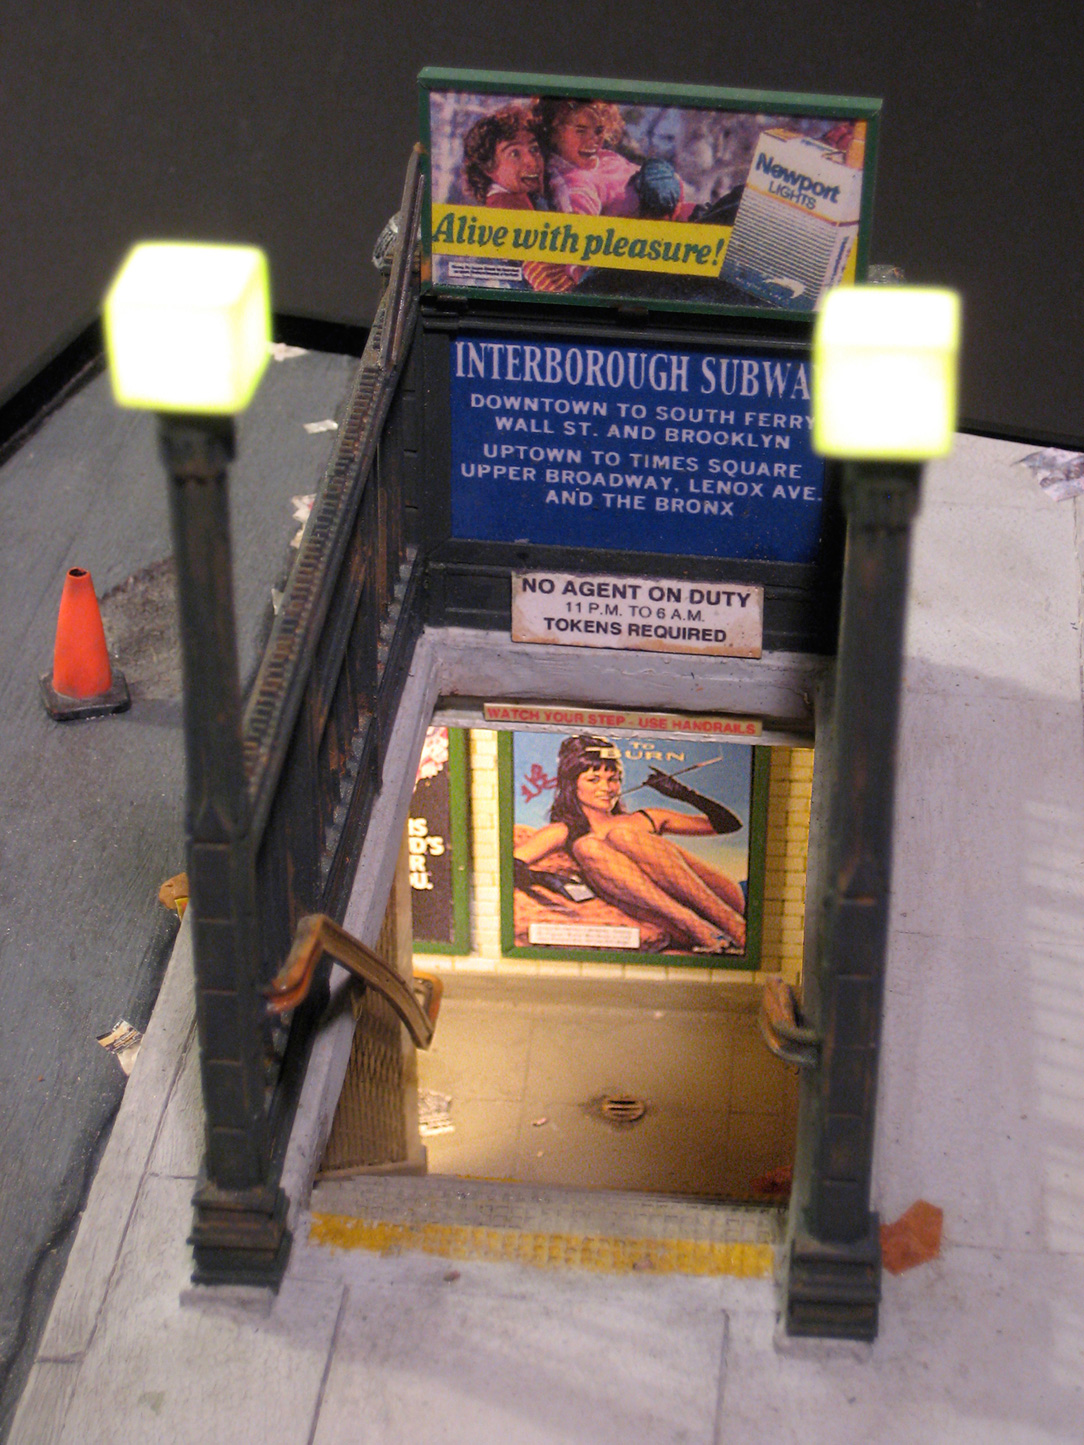 Newport
LIGHTS
Alive with pleasure!
INTERBOROUGH SUBWA
DOWNTOWN TO SOUTH FERRY
WALL ST. AND BROOKLYN
UPTOWN TO TIMES SQUARE
UPPER BROADWAY, LENOX AVE.
AND THE BRONX
NO AGENT ON DUTY
11 P.M. TO 6 A.M.
TOKENS REQUIRED
WATCH YOUR STEP - USE HANDRAILS
TO
BURN
IS
D'S
R
U.